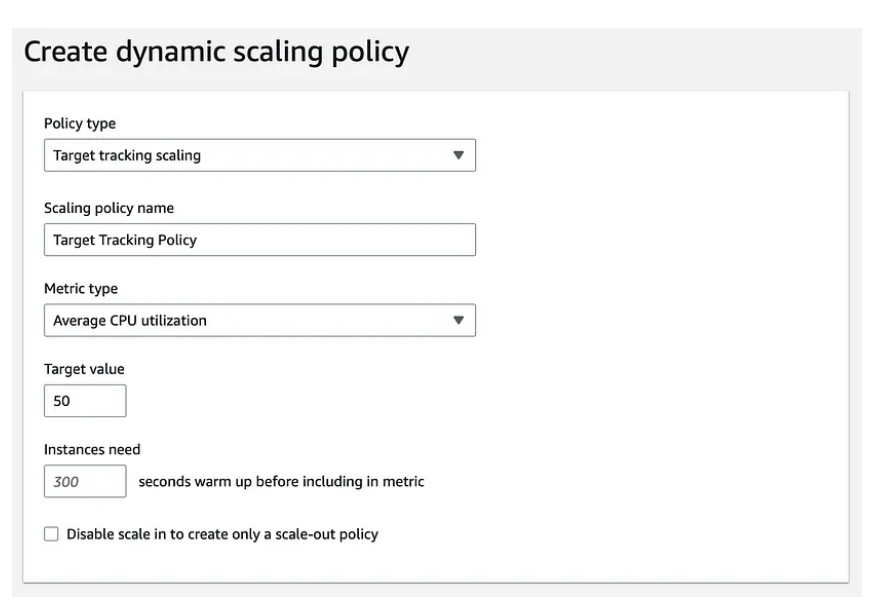 Create dynamic scaling policy
Policy type
Target tracking scaling
Scaling policy name
Target Tracking Policy
Metric type
Average CPU utilization
Target value
50
Instances need
300 seconds warm up before including in metric
Disable scale in to create only a scale-out policy